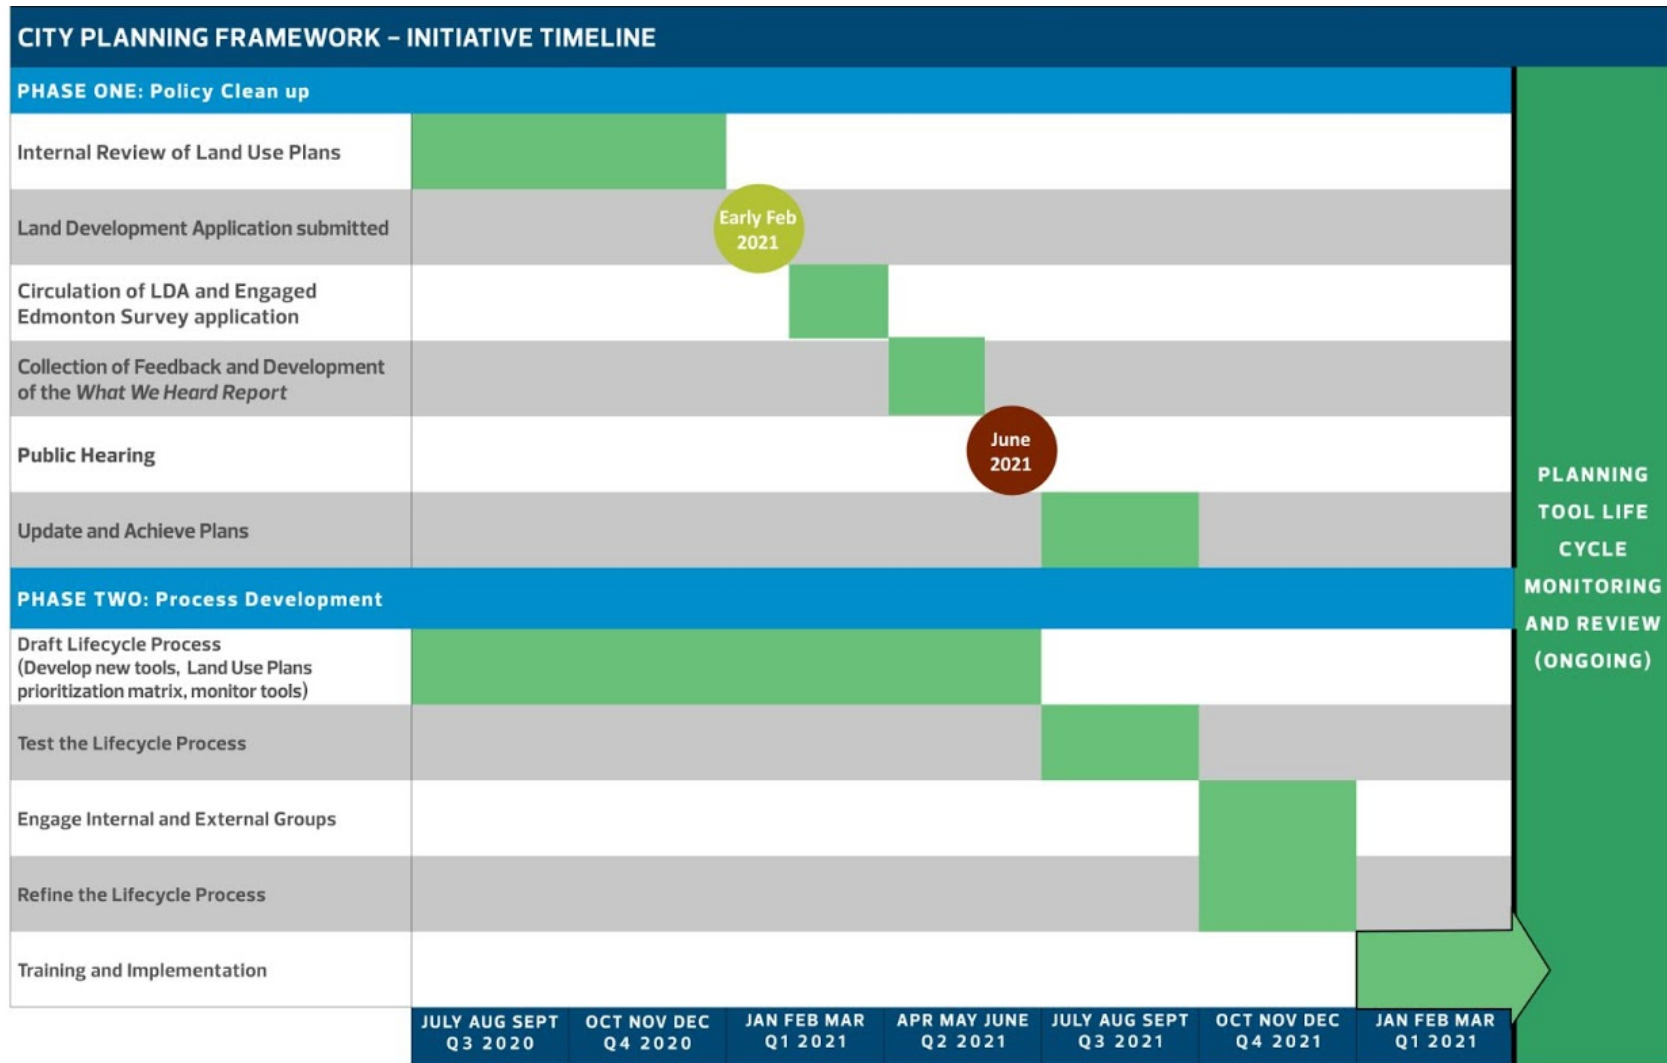 CITY PLANNING FRAMEWORK – INITIATIVE TIMELINE
PHASE ONE: Policy Clean up
Internal Review of Land Use Plans
Land Development Application submitted
Early Feb
2021
Circulation of LDA and Engaged
Edmonton Survey application
Collection of Feedback and Development
of the What We Heard Report
Public Hearing
June
2021
Update and Achieve Plans
PHASE TWO: Process Development
Draft Lifecycle Process
(Develop new tools, Land Use Plans
prioritization matrix, monitor tools)
Test the Lifecycle Process
Engage Internal and External Groups
Refine the Lifecycle Process
Training and Implementation
JULY AUG SEPT
Q3 2020
OCT NOV DEC
Q4 2020
JAN FEB MAR
Q1 2021
APR MAY JUNE
Q2 2021
JULY AUG SEPT
Q3 2021
OCT NOV DEC
Q4 2021
JAN FEB MAR
Q1 2021
PLANNING
TOOL LIFE
CYCLE
MONITORING
AND REVIEW
(ONGOING)